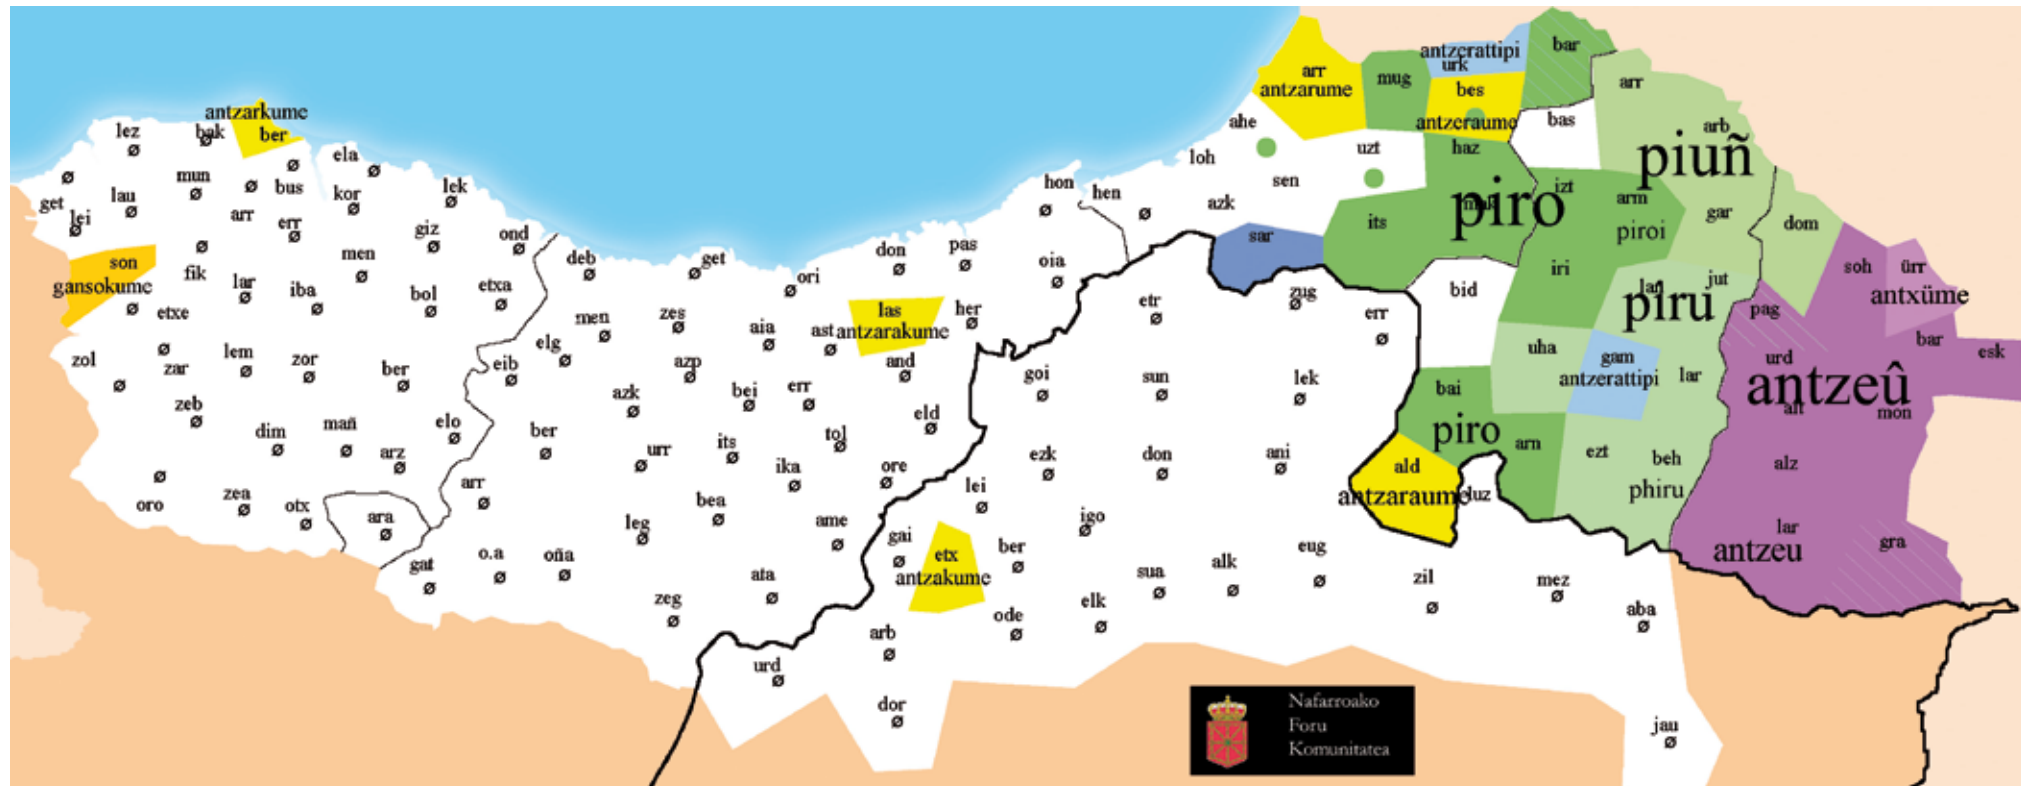 bar
antzerattipi
urk
arr
antzarume
mug
bes
arr
antzarkume
ber
lez
bak
ahe
antzeraume
bas
arb
piuñ
ela
loh
uzt
haz
mun
bus
kor
lek
hon
hen
sen
izt
arm
get
lau
azk
piro
gar
lei
arr
err
giz
ond
sar
its
piroi
dom
son
gansokume
fik
men
deb
get
don
pas
oia
iri
soh
ürr
etxe
lar
iba
bol
etxa
ori
etr
zug
bid
jut
antxüme
men
zes
aia
ast
las
antzarakume
her
err
piru
pag
bar
zol
zar
lem
zor
ber
elg
eib
azp
and
goi
sun
lek
uha
gam
antzerattipi
lar
urd
esk
zeb
azk
bei
err
eld
bai
antzeû
alt
mon
dim
mañ
elo
ber
urr
its
tol
piro
arn
arz
ika
ore
ezk
don
ani
ald
ezt
beh
alz
oro
zea
otx
arr
bea
lei
antzaraume
luz
phiru
ara
leg
ame
gai
igo
lar
antzeu
gra
gat
o.a
oña
ata
etx
antzakume
ber
eug
zeg
ode
elk
sua
alk
zil
mez
aba
urd
arb
dor
jau
Nafarroako
Foru
Komunitatea